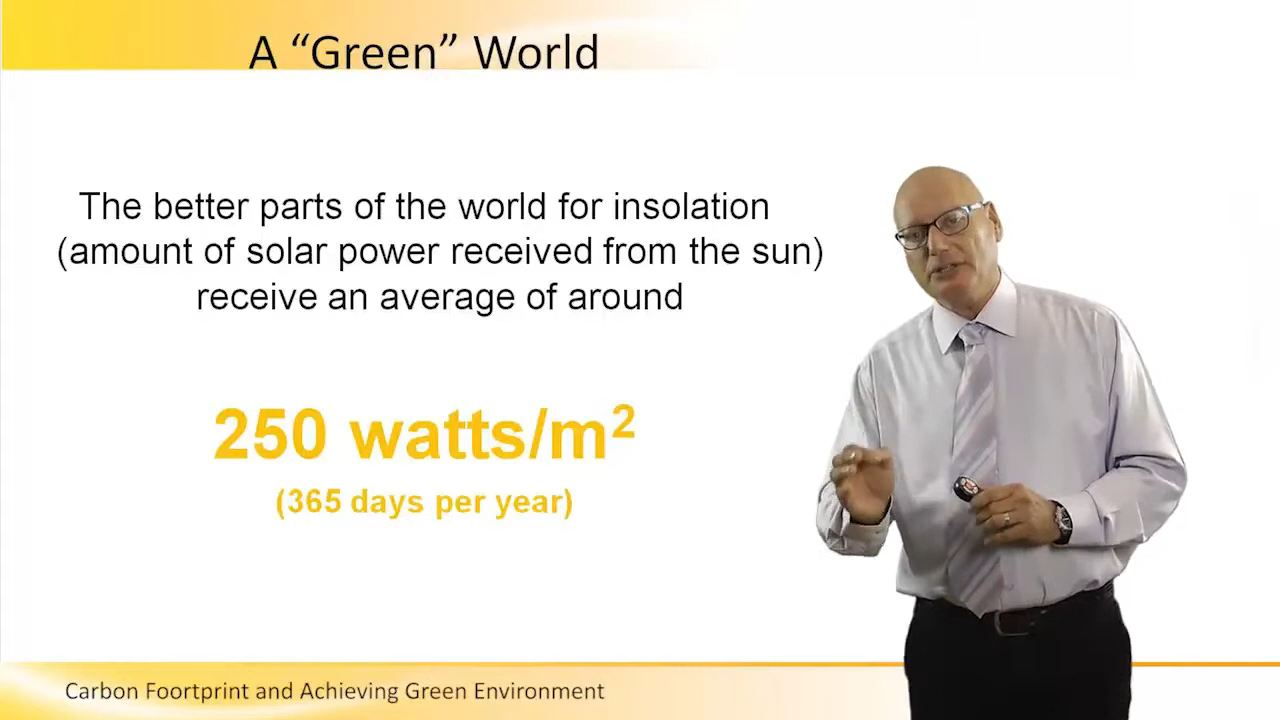 A “Green” World
The better parts of the world for insolation
(amount of solar power received from the sun)
receive an average of around
250 watts/m²
(365 days per year)
Carbon Foortprint and Achieving Green Environment